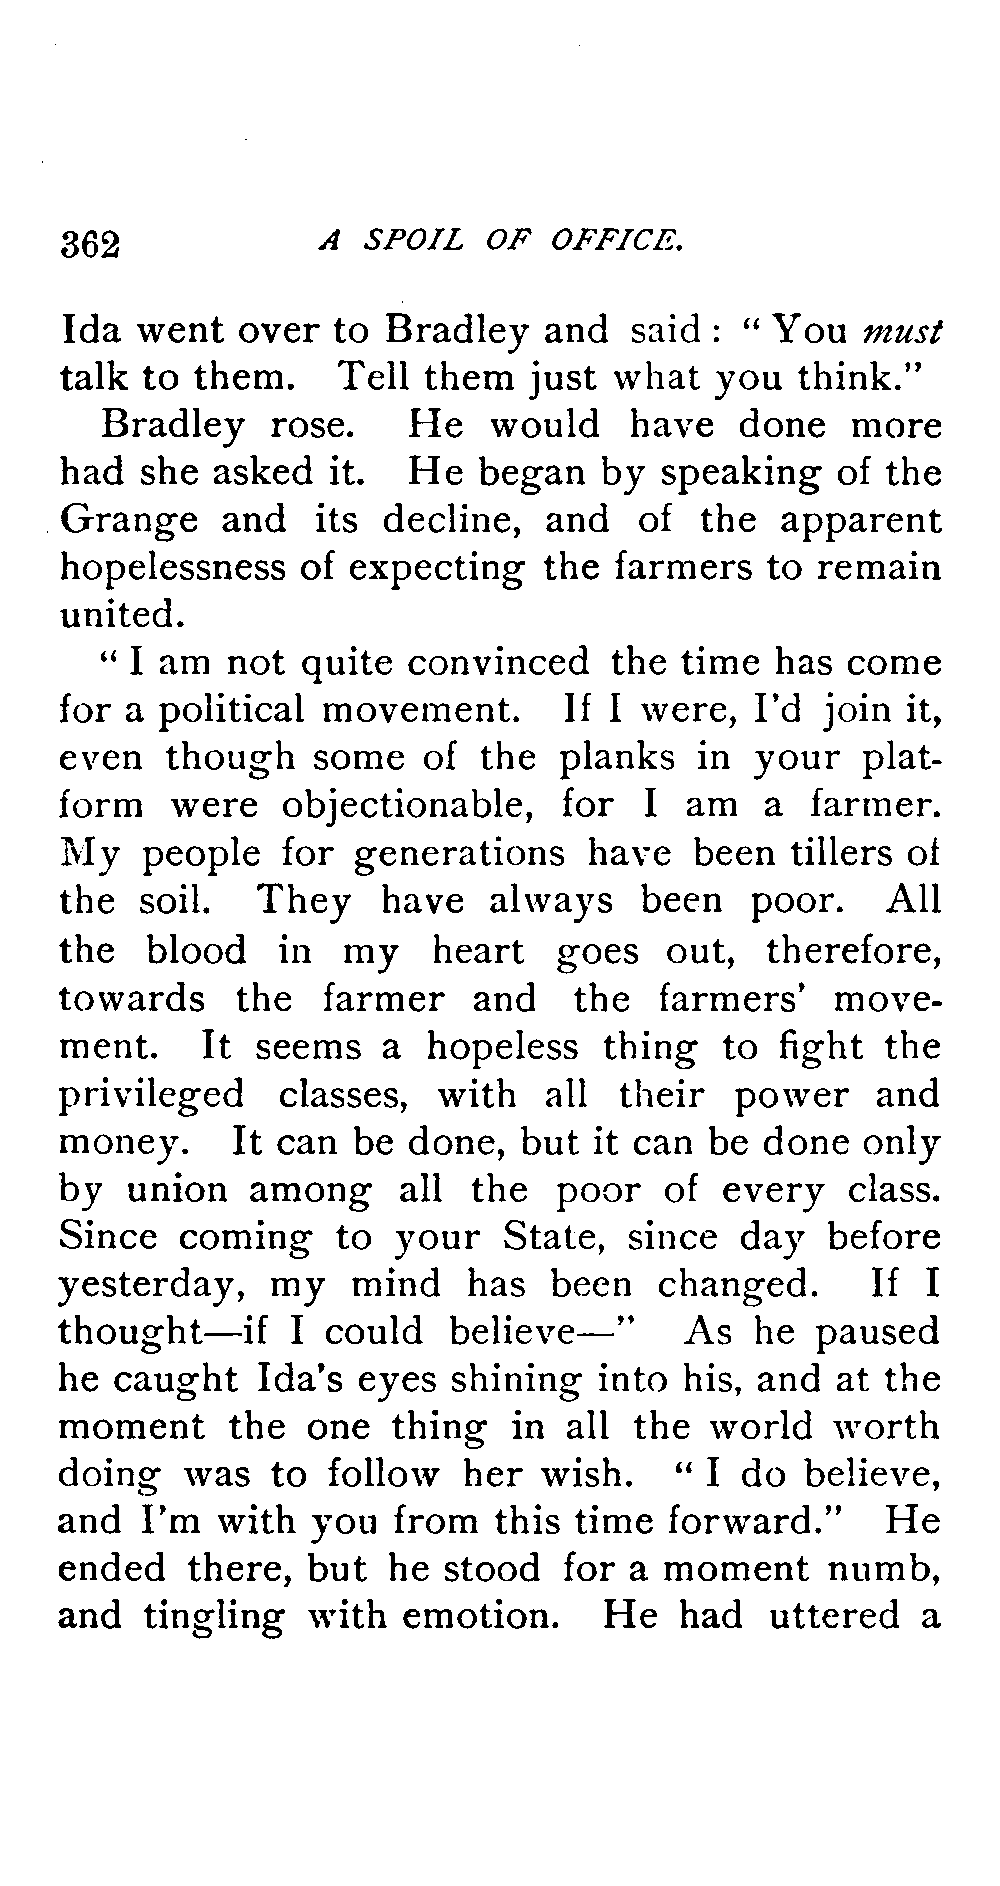 362 A SPOIL OF OFFICE.
Ida went over to Bradley and said : “ You must
talk to them. Tell them just what you think.”
Bradley rose. He would have done more
had she asked it. He began by speaking of the
Grange and its decline, and of the apparent
hopelessness of expecting the farmers to remain
united.
“ I am not quite convinced the time has come
for a political movement. If I were, I’d join it,
even though some of the planks in your plat-
form were objectionable, for I am a farmer.
My people for generations have been tillers of
the soil. They have always been poor. All
the blood in my heart goes out, therefore,
towards the farmer and the farmers’ move-
ment. It seems a hopeless thing to fight the
privileged classes, with all their power and
money. It can be done, but it can be done only
by union among all the poor of every class.
Since coming to your State, since day before
yesterday, my mind has been changed. If I
thought—if I could believe—” As he paused
he caught Ida’s eyes shining into his, and at the
moment the one thing in all the world worth
doing was to follow her wish. “ I do believe,
and I’m with you from this time forward.” He
ended there, but he stood for a moment numb,
and tingling with emotion. He had uttered a